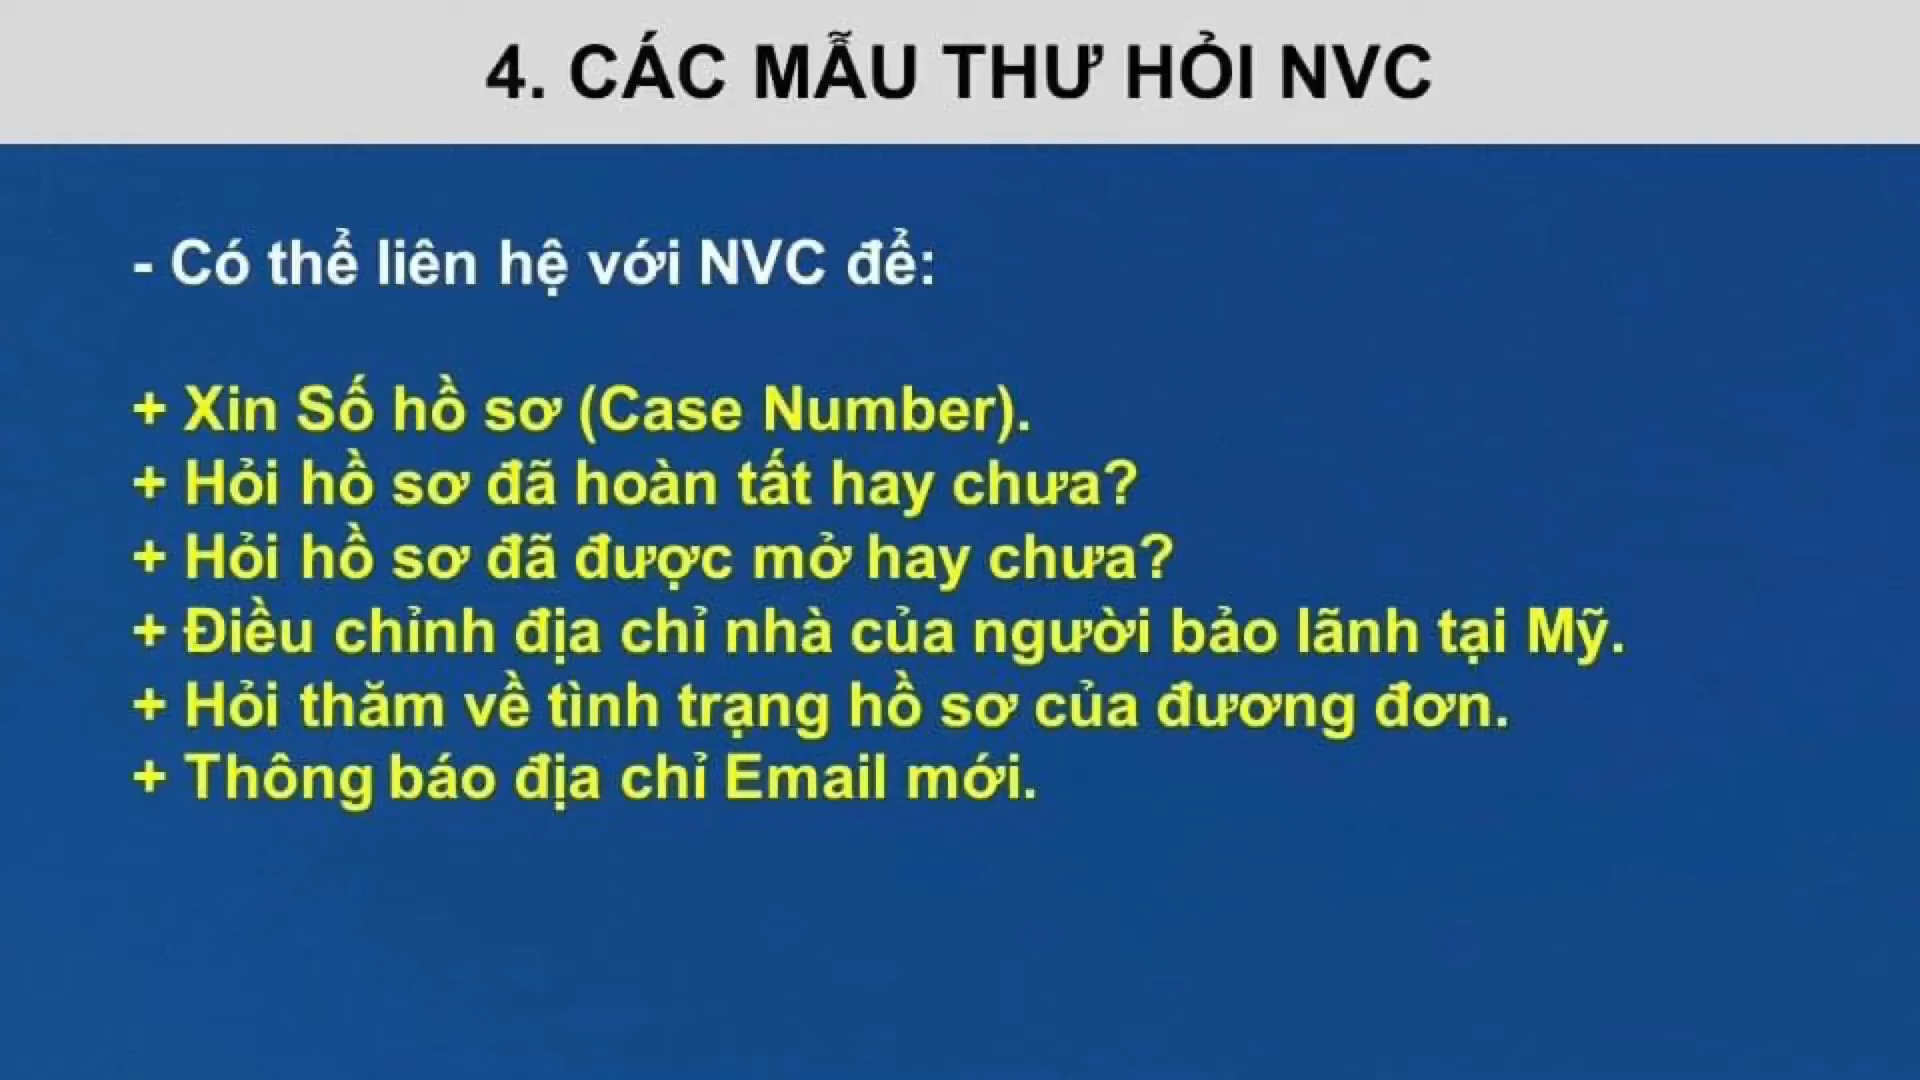 4. CÁC MẪU THƯ HỎI NVC
- Có thể liên hệ với NVC để:
+ Xin Số hồ sơ (Case Number).
+ Hỏi hồ sơ đã hoàn tất hay chưa?
+ Hỏi hồ sơ đã được mở hay chưa?
+ Điều chỉnh địa chỉ nhà của người bảo lãnh tại Mỹ.
+ Hỏi thăm về tình trạng hồ sơ của đương đơn.
+ Thông báo địa chỉ Email mới.